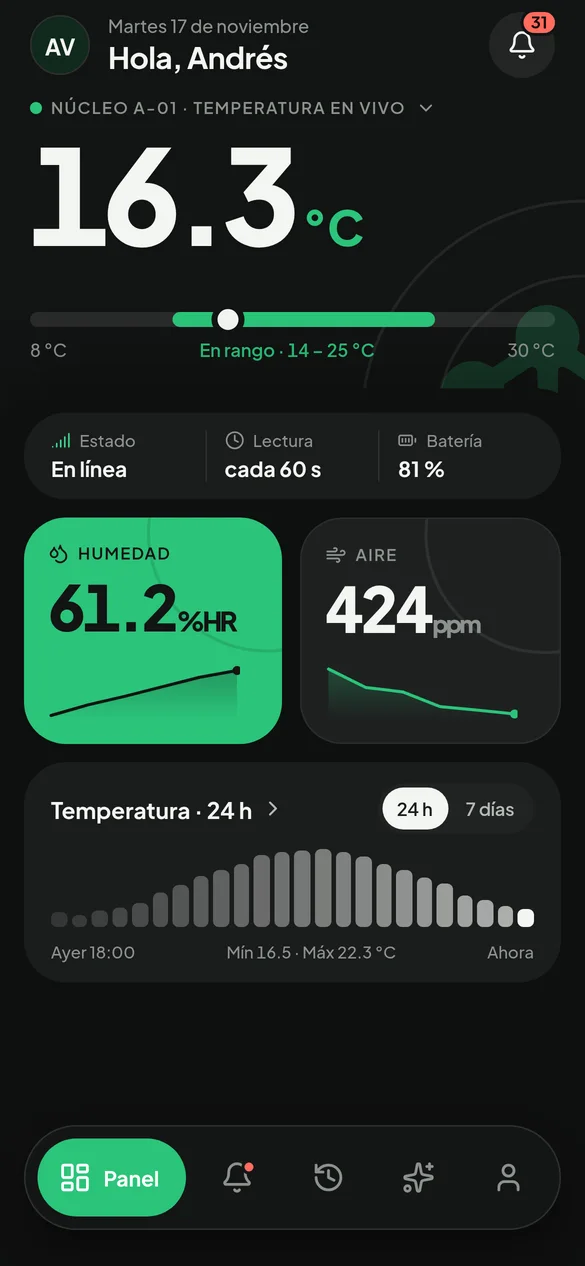 AV
Martes 17 de noviembre
Hola, Andrés
31
NÚCLEO A-01 · TEMPERATURA EN VIVO
16.3 °C
8 °C
En rango · 14 – 25 °C
30 °C
Estado
En línea
Lectura
cada 60 s
Batería
81 %
HUMEDAD
61.2%HR
AIRE
424ppm
Temperatura · 24 h
24 h
7 días
Ayer 18:00
Mín 16.5 · Máx 22.3 °C
Ahora
Panel